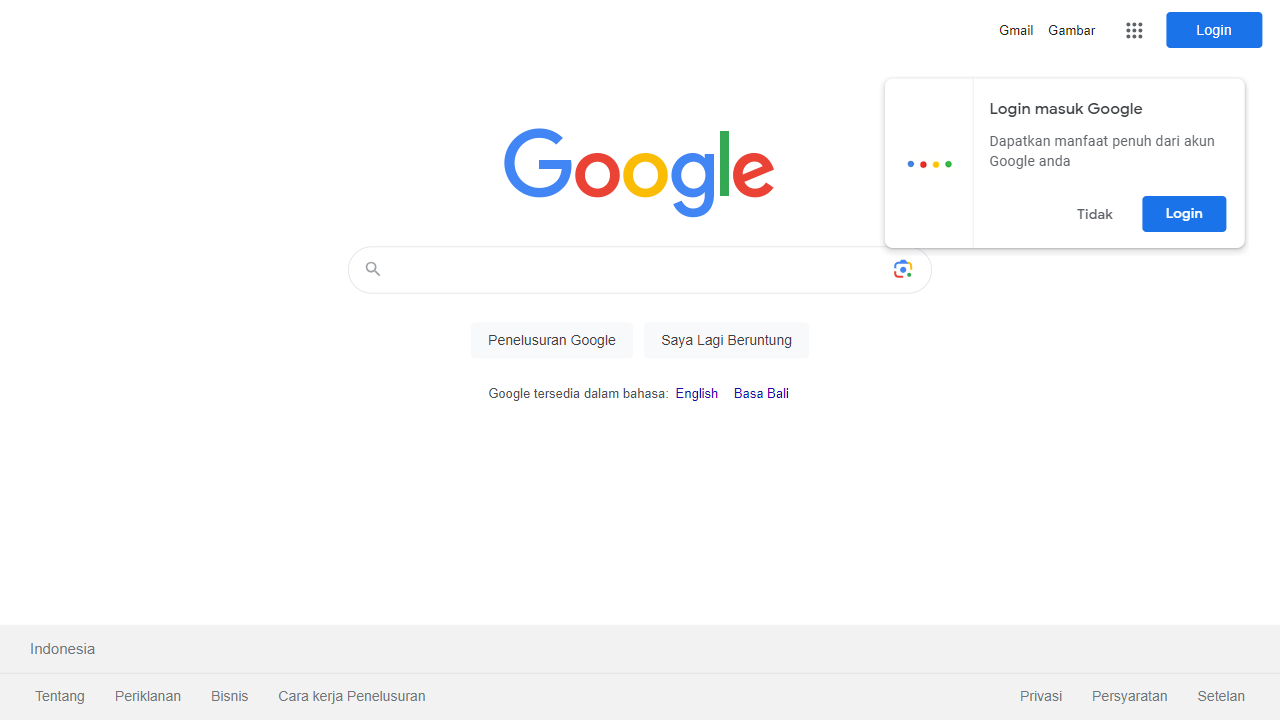 Gmail Gambar Login
Login masuk Google
Dapatkan manfaat penuh dari akun
Google anda
Tidak Login
Google
Penelusuran Google Saya Lagi Beruntung
Google tersedia dalam bahasa: English Basa Bali
Indonesia
Tentang Periklanan Bisnis Cara kerja Penelusuran Privasi Persyaratan Setelan